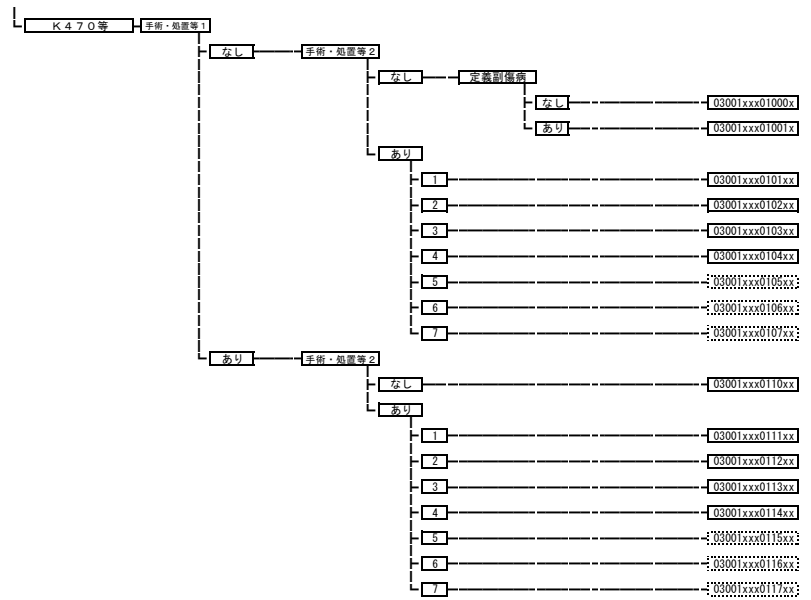 Ｋ４７０等 手術・処置等１
なし 手術・処置等２
なし 定義副傷病
なし 03001xxx01000x
あり 03001xxx01001x
あり
1 03001xxx0101xx
2 03001xxx0102xx
3 03001xxx0103xx
4 03001xxx0104xx
5 03001xxx0105xx
6 03001xxx0106xx
7 03001xxx0107xx
あり 手術・処置等２
なし 03001xxx0110xx
あり
1 03001xxx0111xx
2 03001xxx0112xx
3 03001xxx0113xx
4 03001xxx0114xx
5 03001xxx0115xx
6 03001xxx0116xx
7 03001xxx0117xx